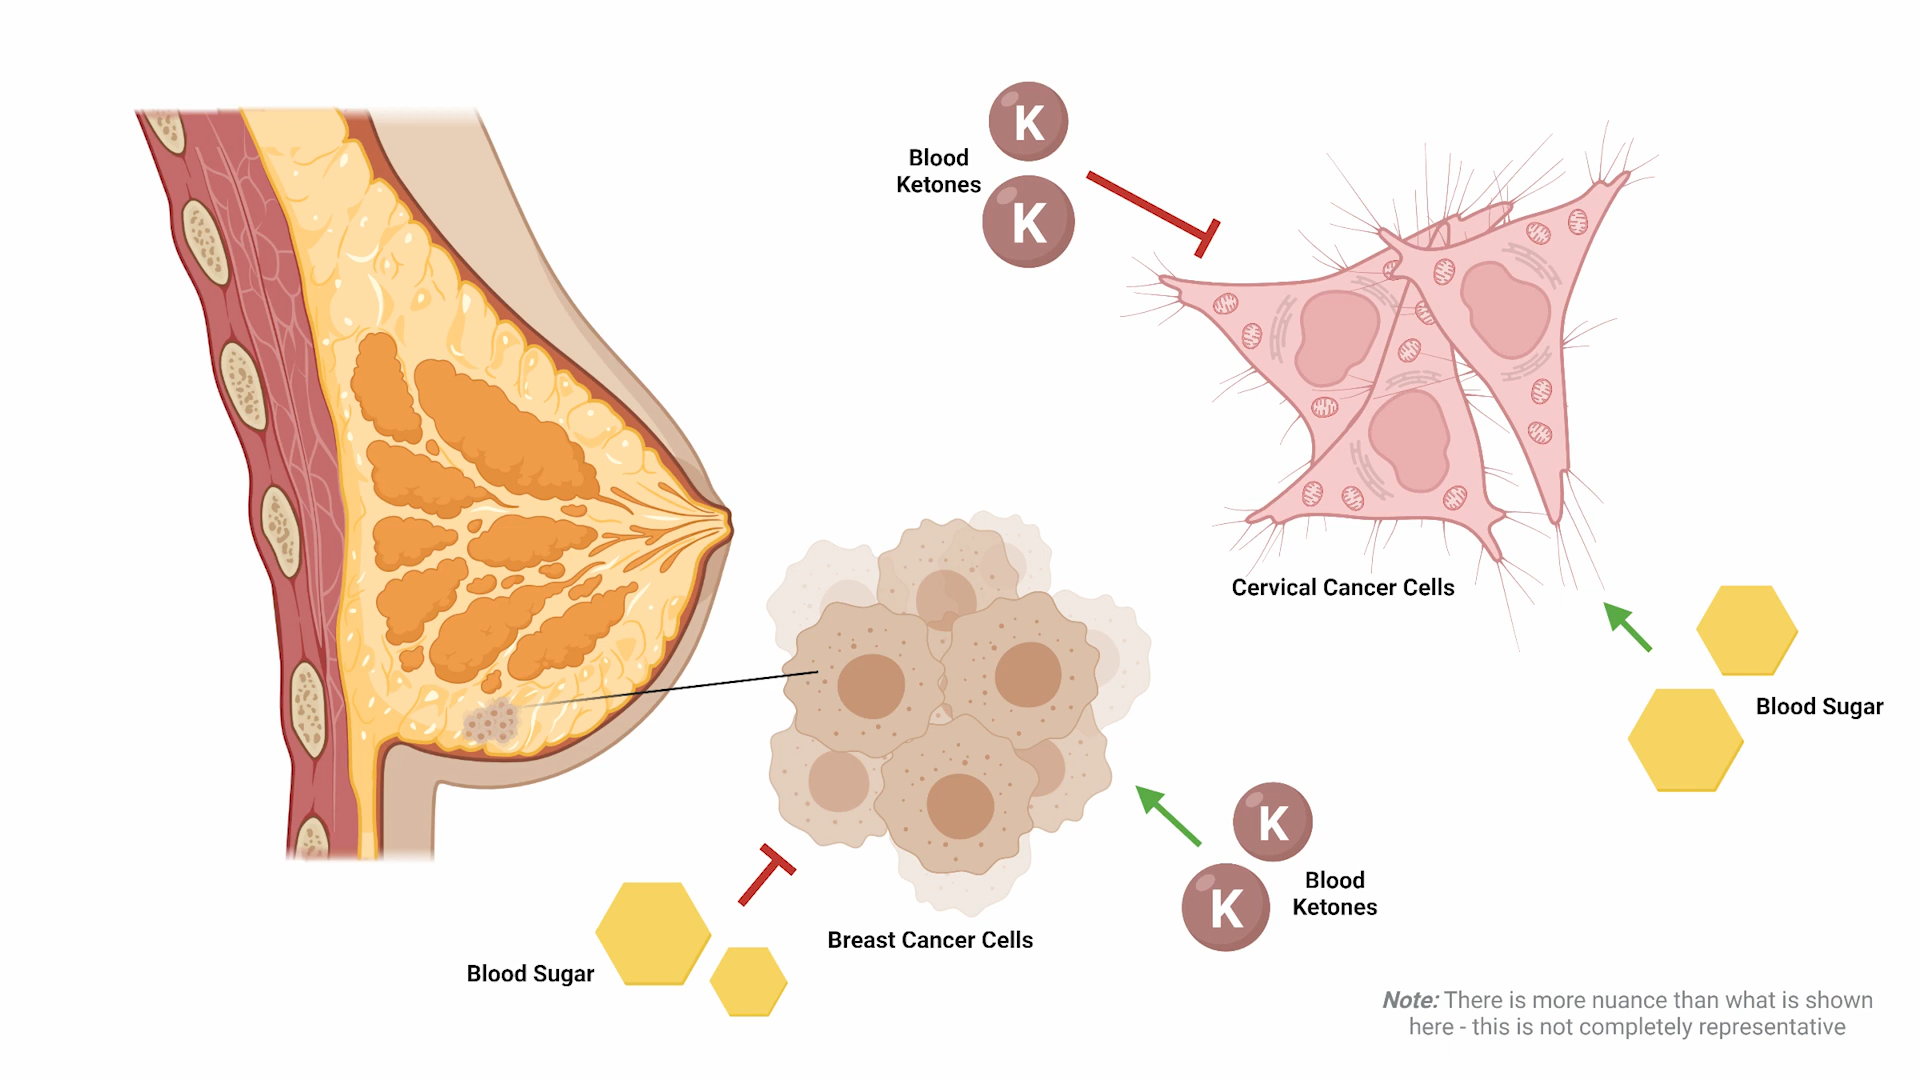 K
Blood
Ketones
K
Cervical Cancer Cells
Blood Sugar
K
Blood
Ketones
K
Breast Cancer Cells
Blood Sugar
Note: There is more nuance than what is shown
here - this is not completely representative